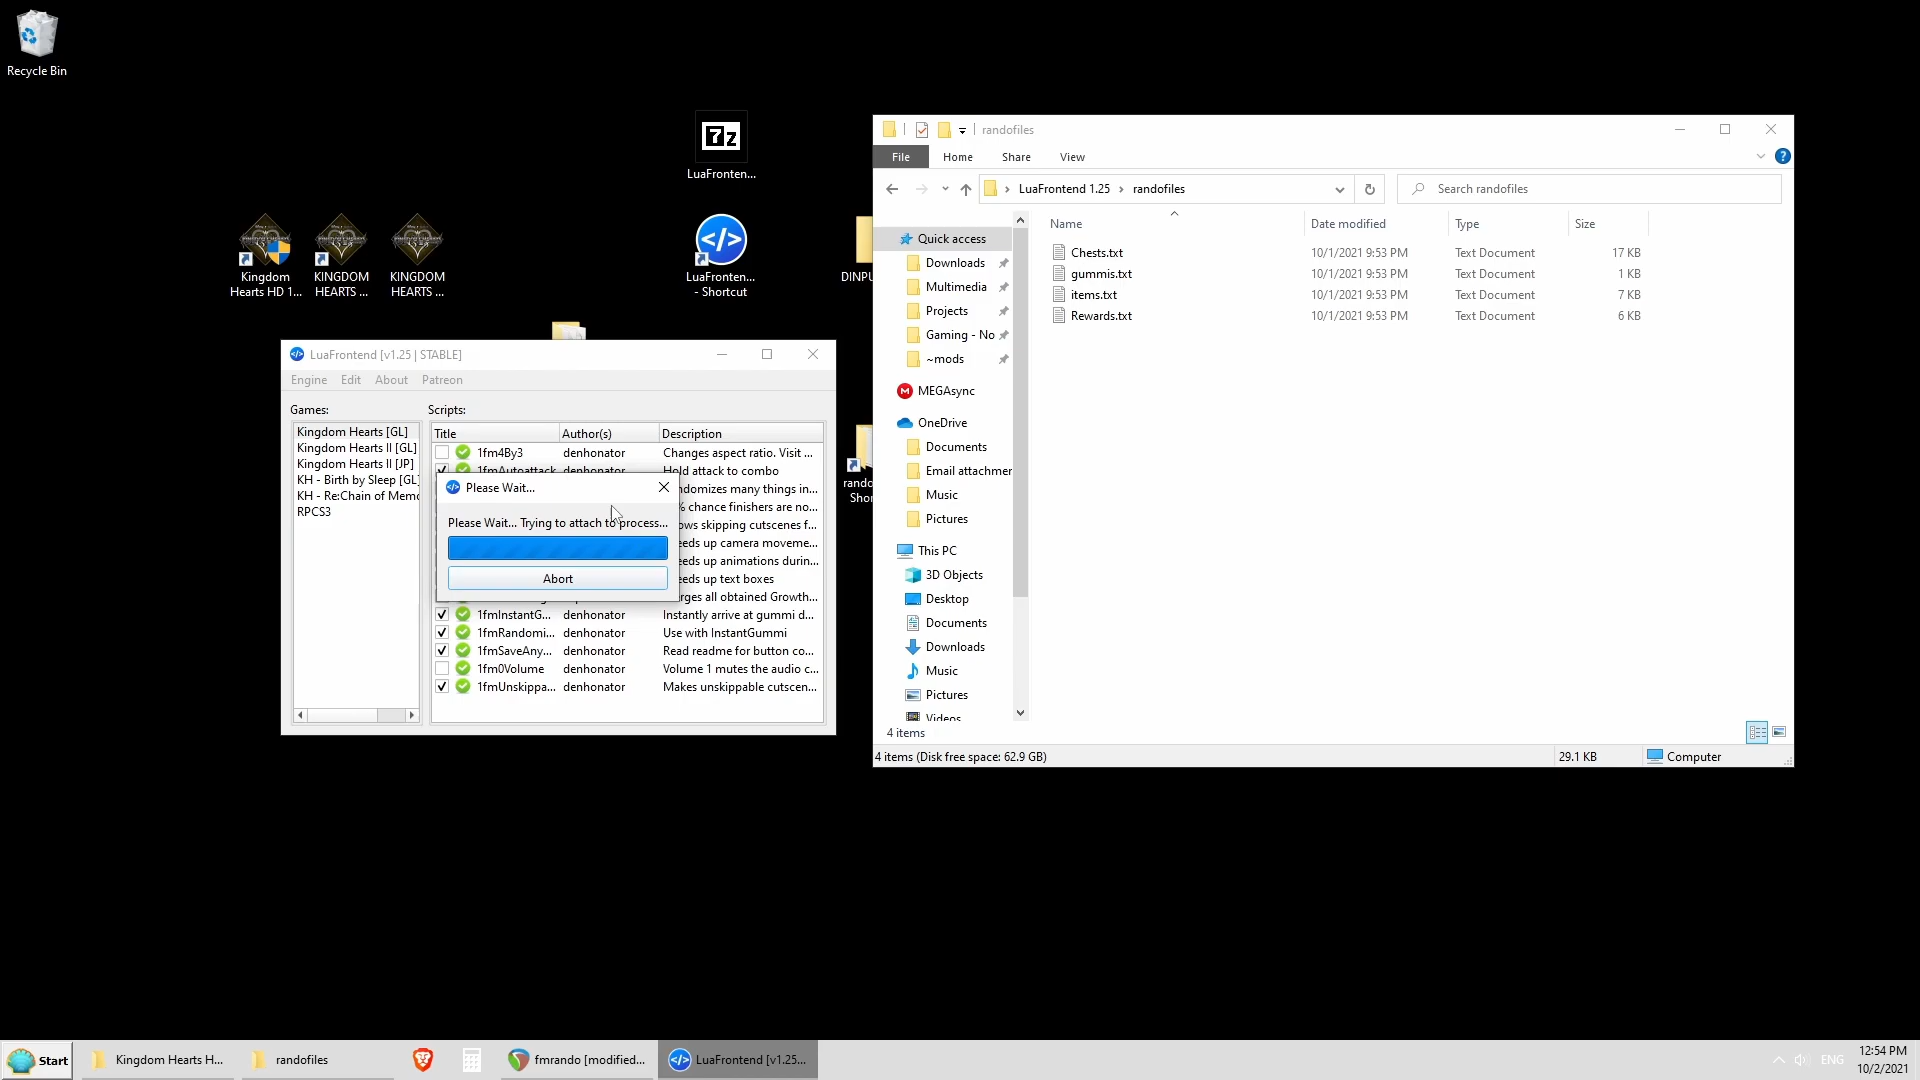 Recycle Bin
LuaFronten...
Kingdom
Hearts HD 1...
KINGDOM
HEARTS ...
KINGDOM
HEARTS ...
LuaFronten...
- Shortcut
DINPU
rando
Shor
LuaFrontend [v1.25 | STABLE]
Engine Edit About Patreon
Games:
Kingdom Hearts [GL]
Kingdom Hearts II [GL]
Kingdom Hearts II [JP]
KH - Birth by Sleep [GL]
KH - Re:Chain of Memo
RPCS3
Scripts:
Title Author(s) Description
1fm4By3 denhonator Changes aspect ratio. Visit ...
1fmAutoattack denhonator Hold attack to combo
ndomizes many things in...
% chance finishers are no...
ows skipping cutscenes f...
eeds up camera moveme...
eeds up animations durin...
eeds up text boxes
rges all obtained Growth...
1fmInstantG... denhonator Instantly arrive at gummi d...
1fmRandomi... denhonator Use with InstantGummi
1fmSaveAny... denhonator Read readme for button co...
1fm0Volume denhonator Volume 1 mutes the audio c...
1fmUnskippa... denhonator Makes unskippable cutscen...
Please Wait...
Please Wait... Trying to attach to process...
Abort
randofiles
File Home Share View
LuaFrontend 1.25 › randofiles
Search randofiles
Quick access
Downloads
Multimedia
Projects
Gaming - No
~mods
MEGAsync
OneDrive
Documents
Email attachmer
Music
Pictures
This PC
3D Objects
Desktop
Documents
Downloads
Music
Pictures
Videos
Name Date modified Type Size
Chests.txt 10/1/2021 9:53 PM Text Document 17 KB
gummis.txt 10/1/2021 9:53 PM Text Document 1 KB
items.txt 10/1/2021 9:53 PM Text Document 7 KB
Rewards.txt 10/1/2021 9:53 PM Text Document 6 KB
4 items
4 items (Disk free space: 62.9 GB) 29.1 KB Computer
Start
Kingdom Hearts H...
randofiles
fmrando [modified...
LuaFrontend [v1.25...
ENG
12:54 PM
10/2/2021